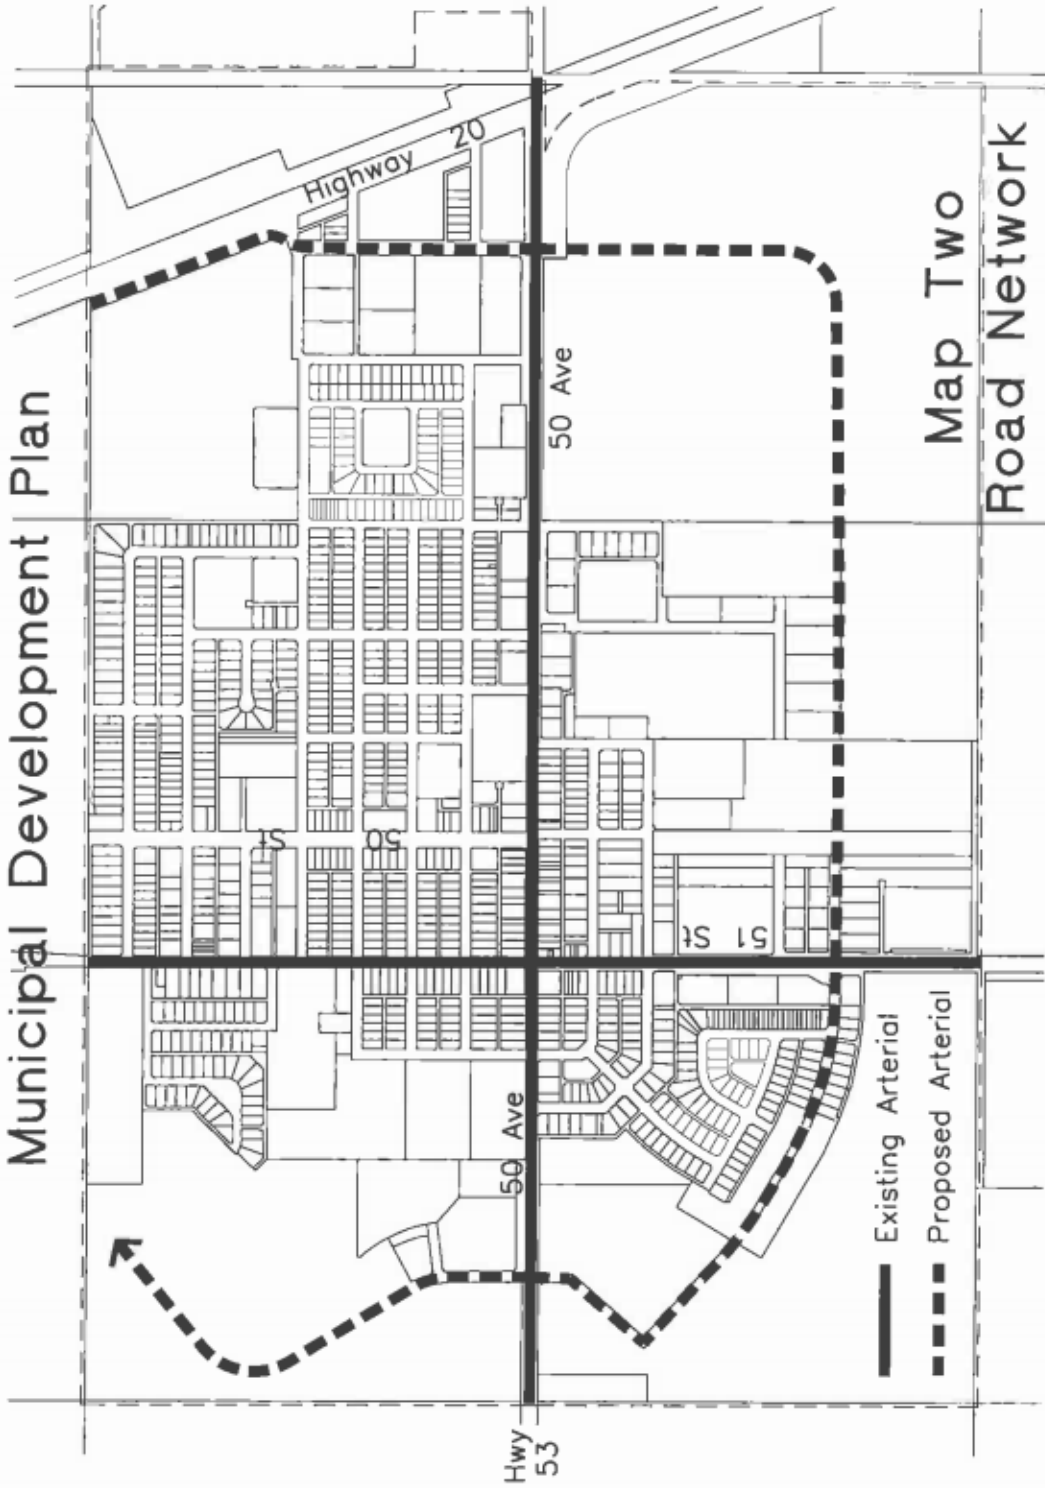 Municipal Development Plan
Highway 20
50 Ave
50 St
51 St
50 Ave
Hwy
53
Existing Arterial
Proposed Arterial
Map Two
Road Network